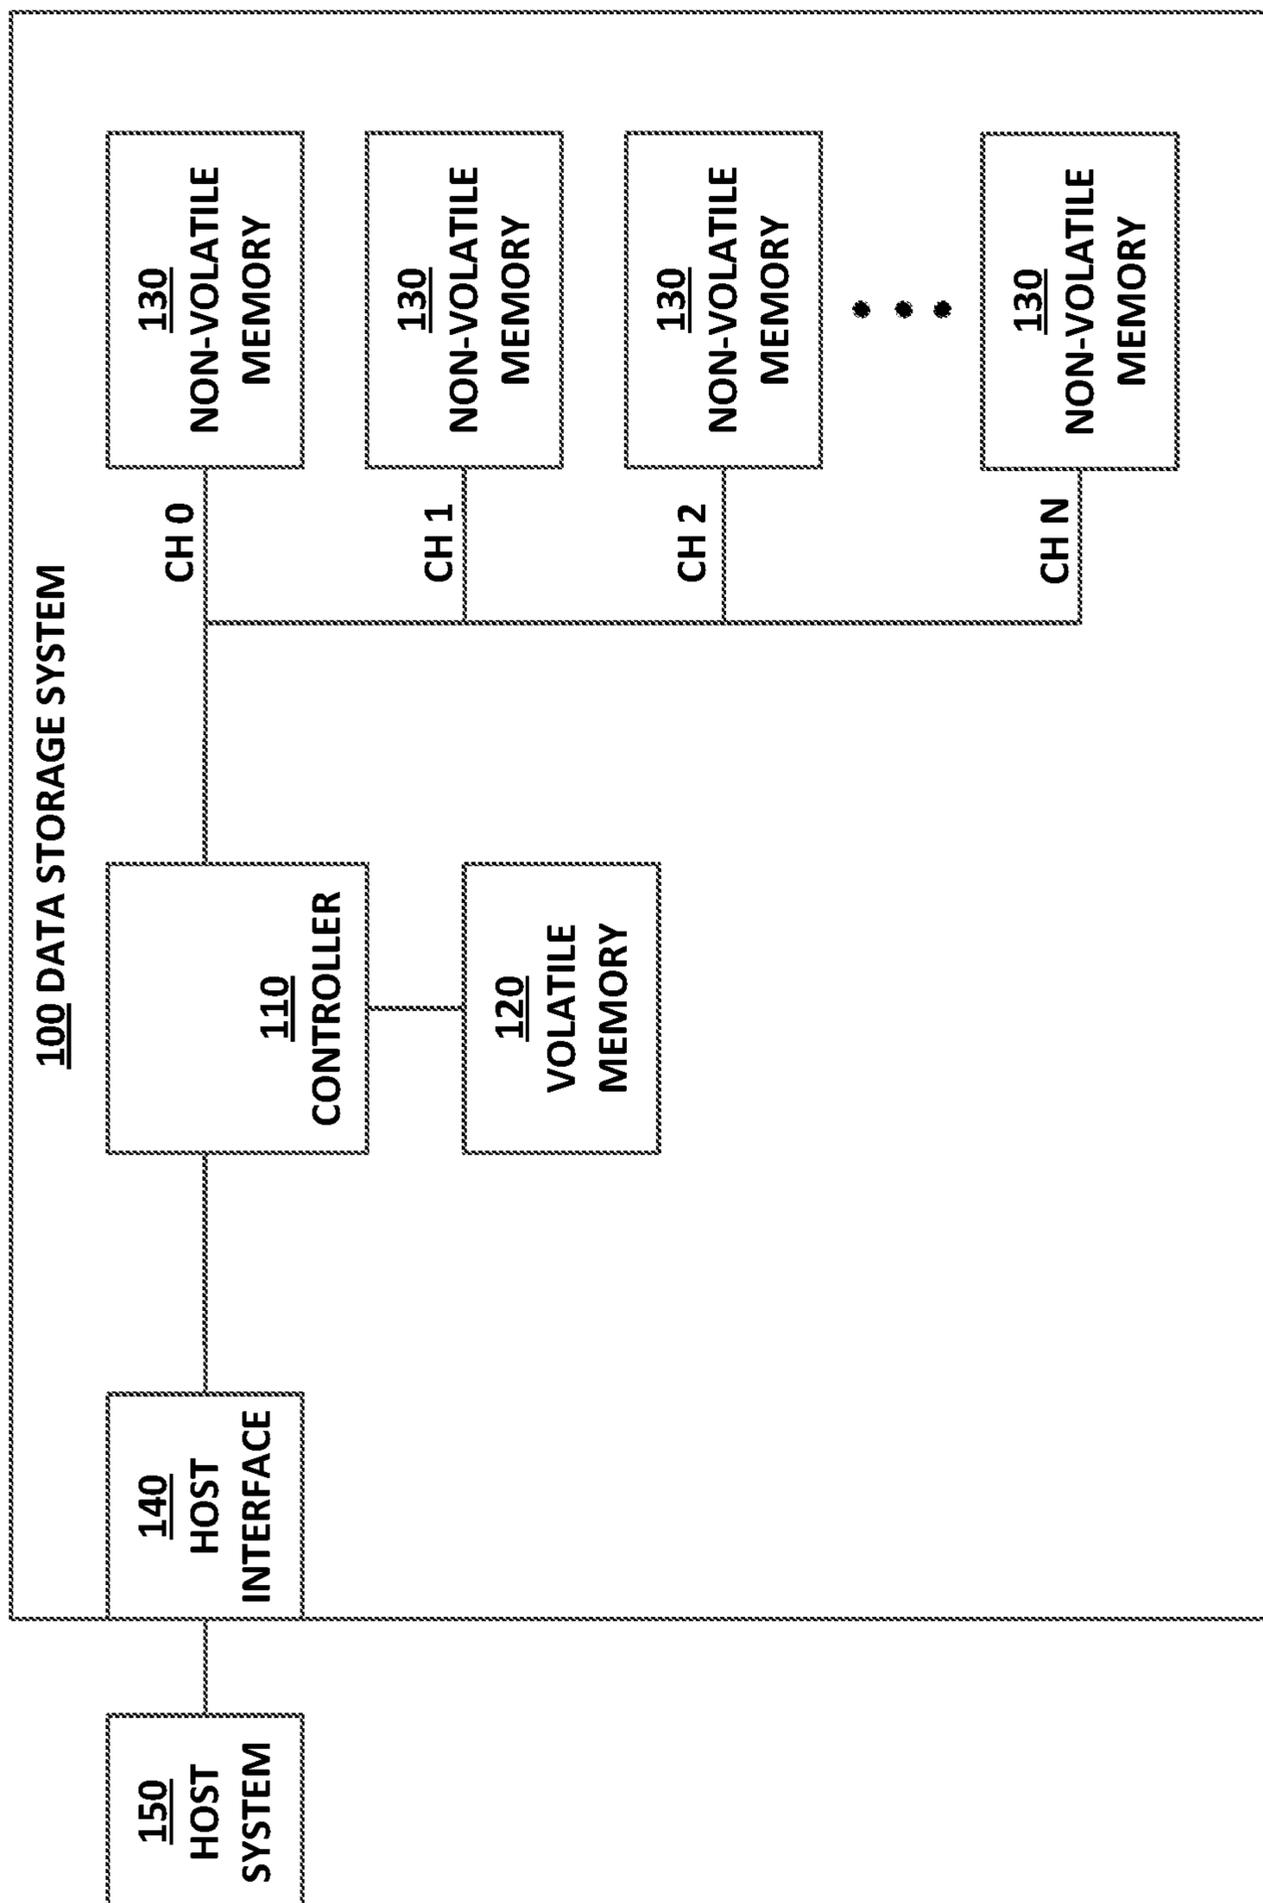 100 DATA STORAGE SYSTEM
150
HOST
SYSTEM
140
HOST
INTERFACE
110
CONTROLLER
120
VOLATILE
MEMORY
CH 0
130
NON-VOLATILE
MEMORY
CH 1
130
NON-VOLATILE
MEMORY
CH 2
130
NON-VOLATILE
MEMORY
CH N
130
NON-VOLATILE
MEMORY